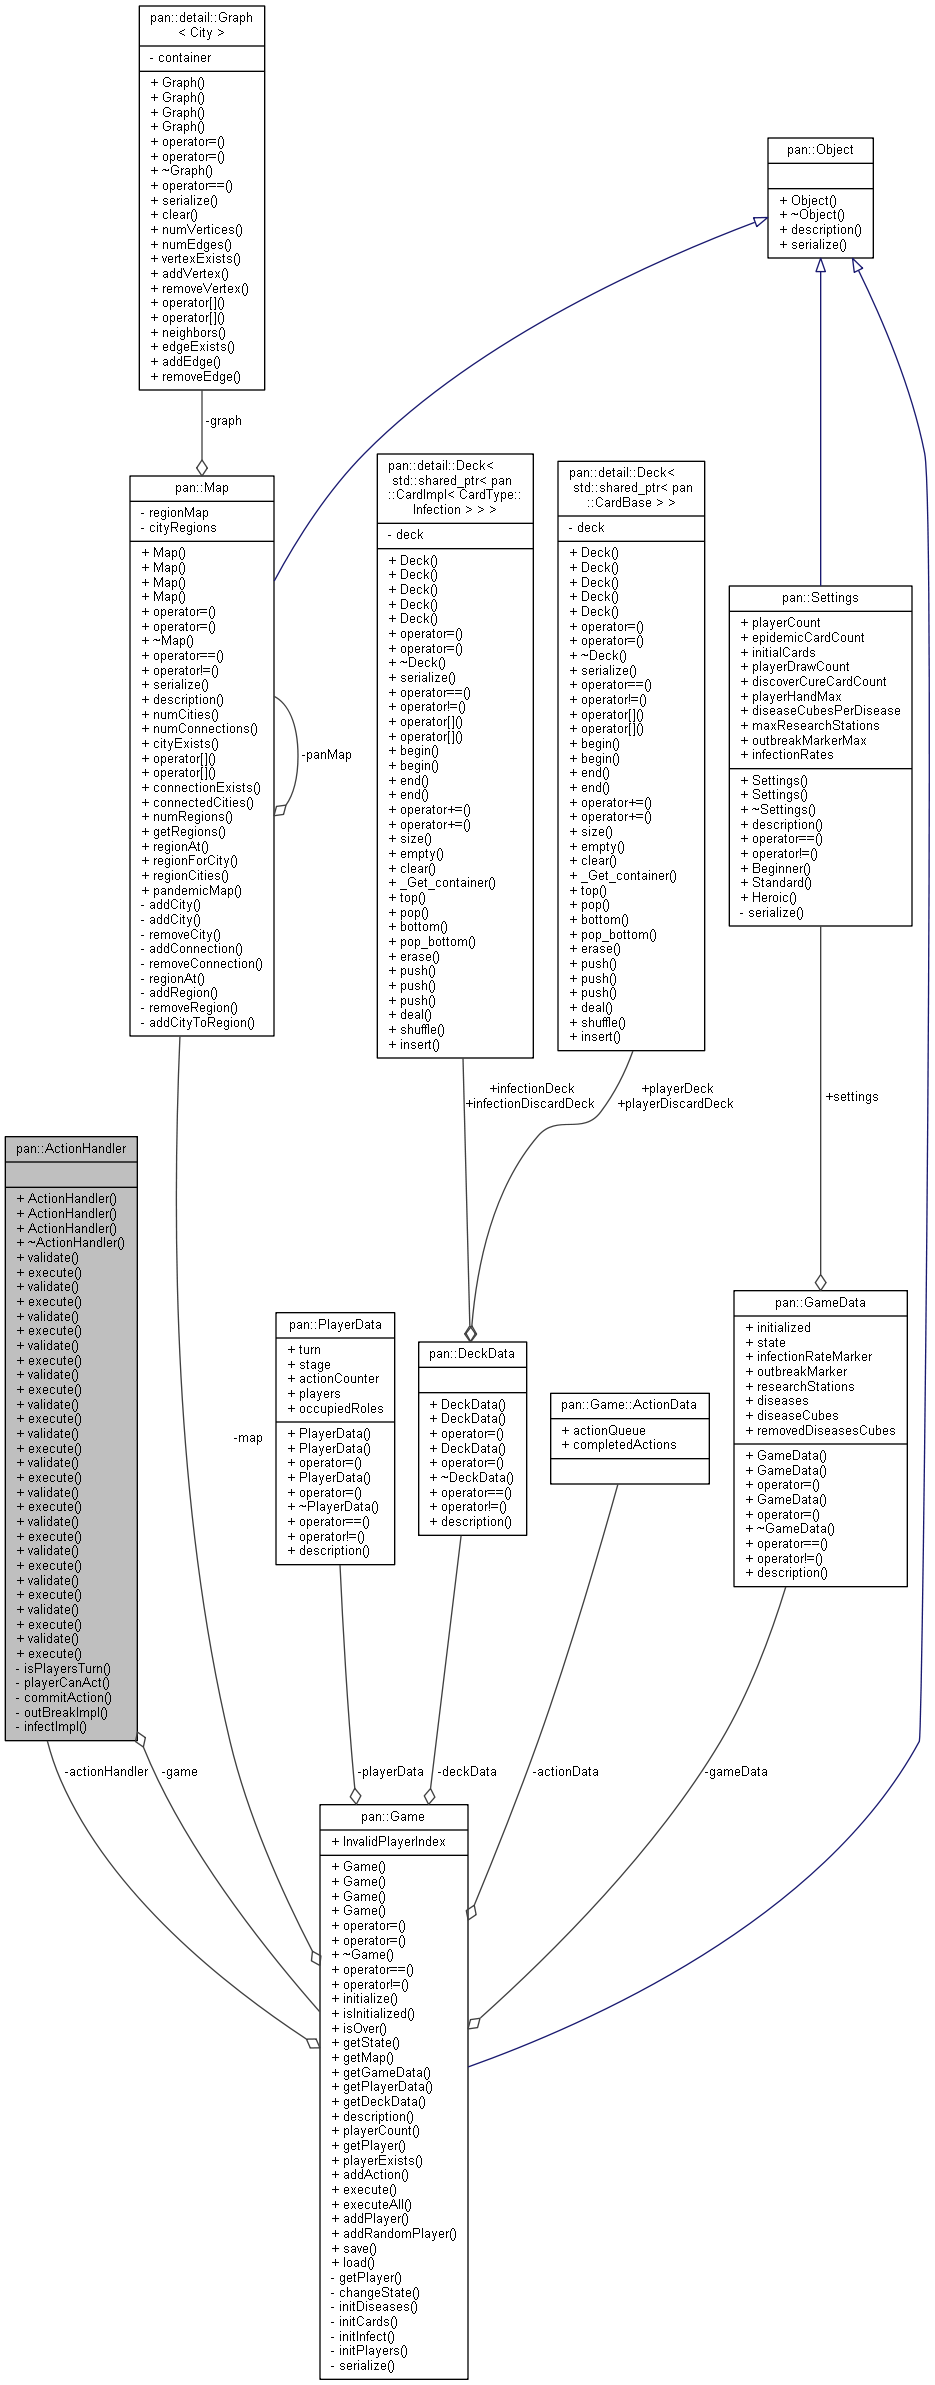 pan::detail::Graph
< City >
- container
+ Graph()
+ Graph()
+ Graph()
+ Graph()
+ operator=()
+ operator=()
+ ~Graph()
+ operator==()
+ serialize()
+ clear()
+ numVertices()
+ numEdges()
+ vertexExists()
+ addVertex()
+ removeVertex()
+ operator[]()
+ operator[]()
+ neighbors()
+ edgeExists()
+ addEdge()
+ removeEdge()
pan::Object
+ Object()
+ ~Object()
+ description()
+ serialize()
-graph
pan::Map
- regionMap
- cityRegions
+ Map()
+ Map()
+ Map()
+ Map()
+ operator=()
+ operator=()
+ ~Map()
+ operator==()
+ operator!=()
+ serialize()
+ description()
+ numCities()
+ numConnections()
+ cityExists()
+ operator[]()
+ operator[]()
+ connectionExists()
+ connectedCities()
+ numRegions()
+ getRegions()
+ regionAt()
+ regionForCity()
+ regionCities()
+ pandemicMap()
- addCity()
- addCity()
- removeCity()
- addConnection()
- removeConnection()
- regionAt()
- addRegion()
- removeRegion()
- addCityToRegion()
-panMap
pan::detail::Deck<
std::shared_ptr< pan
::CardImpl< CardType::
Infection > > >
- deck
+ Deck()
+ Deck()
+ Deck()
+ Deck()
+ Deck()
+ operator=()
+ operator=()
+ ~Deck()
+ serialize()
+ operator==()
+ operator!=()
+ operator[]()
+ operator[]()
+ begin()
+ begin()
+ end()
+ end()
+ operator+=()
+ operator+=()
+ size()
+ empty()
+ clear()
+ _Get_container()
+ top()
+ pop()
+ bottom()
+ pop_bottom()
+ erase()
+ push()
+ push()
+ push()
+ deal()
+ shuffle()
+ insert()
pan::detail::Deck<
std::shared_ptr< pan
::CardBase > >
- deck
+ Deck()
+ Deck()
+ Deck()
+ Deck()
+ Deck()
+ operator=()
+ operator=()
+ ~Deck()
+ serialize()
+ operator==()
+ operator!=()
+ operator[]()
+ operator[]()
+ begin()
+ begin()
+ end()
+ end()
+ operator+=()
+ operator+=()
+ size()
+ empty()
+ clear()
+ _Get_container()
+ top()
+ pop()
+ bottom()
+ pop_bottom()
+ erase()
+ push()
+ push()
+ push()
+ deal()
+ shuffle()
+ insert()
pan::Settings
+ playerCount
+ epidemicCardCount
+ initialCards
+ playerDrawCount
+ discoverCureCardCount
+ playerHandMax
+ diseaseCubesPerDisease
+ maxResearchStations
+ outbreakMarkerMax
+ infectionRates
+ Settings()
+ Settings()
+ ~Settings()
+ description()
+ operator==()
+ operator!=()
+ Beginner()
+ Standard()
+ Heroic()
- serialize()
+infectionDeck
+infectionDiscardDeck
+playerDeck
+playerDiscardDeck
+settings
pan::ActionHandler
+ ActionHandler()
+ ActionHandler()
+ ActionHandler()
+ ~ActionHandler()
+ validate()
+ execute()
+ validate()
+ execute()
+ validate()
+ execute()
+ validate()
+ execute()
+ validate()
+ execute()
+ validate()
+ execute()
+ validate()
+ execute()
+ validate()
+ execute()
+ validate()
+ execute()
+ validate()
+ execute()
+ validate()
+ execute()
+ validate()
+ execute()
+ validate()
+ execute()
+ validate()
+ execute()
- isPlayersTurn()
- playerCanAct()
- commitAction()
- outBreakImpl()
- infectImpl()
-map
pan::PlayerData
+ turn
+ stage
+ actionCounter
+ players
+ occupiedRoles
+ PlayerData()
+ PlayerData()
+ operator=()
+ PlayerData()
+ operator=()
+ ~PlayerData()
+ operator==()
+ operator!=()
+ description()
pan::DeckData
+ DeckData()
+ DeckData()
+ operator=()
+ DeckData()
+ operator=()
+ ~DeckData()
+ operator==()
+ operator!=()
+ description()
pan::Game::ActionData
+ actionQueue
+ completedActions
pan::GameData
+ initialized
+ state
+ infectionRateMarker
+ outbreakMarker
+ researchStations
+ diseases
+ diseaseCubes
+ removedDiseasesCubes
+ GameData()
+ GameData()
+ operator=()
+ GameData()
+ operator=()
+ ~GameData()
+ operator==()
+ operator!=()
+ description()
-actionHandler
-game
-playerData
-deckData
-actionData
-gameData
pan::Game
+ InvalidPlayerIndex
+ Game()
+ Game()
+ Game()
+ Game()
+ operator=()
+ operator=()
+ ~Game()
+ operator==()
+ operator!=()
+ initialize()
+ isInitialized()
+ isOver()
+ getState()
+ getMap()
+ getGameData()
+ getPlayerData()
+ getDeckData()
+ description()
+ playerCount()
+ getPlayer()
+ playerExists()
+ addAction()
+ execute()
+ executeAll()
+ addPlayer()
+ addRandomPlayer()
+ save()
+ load()
- getPlayer()
- changeState()
- initDiseases()
- initCards()
- initInfect()
- initPlayers()
- serialize()